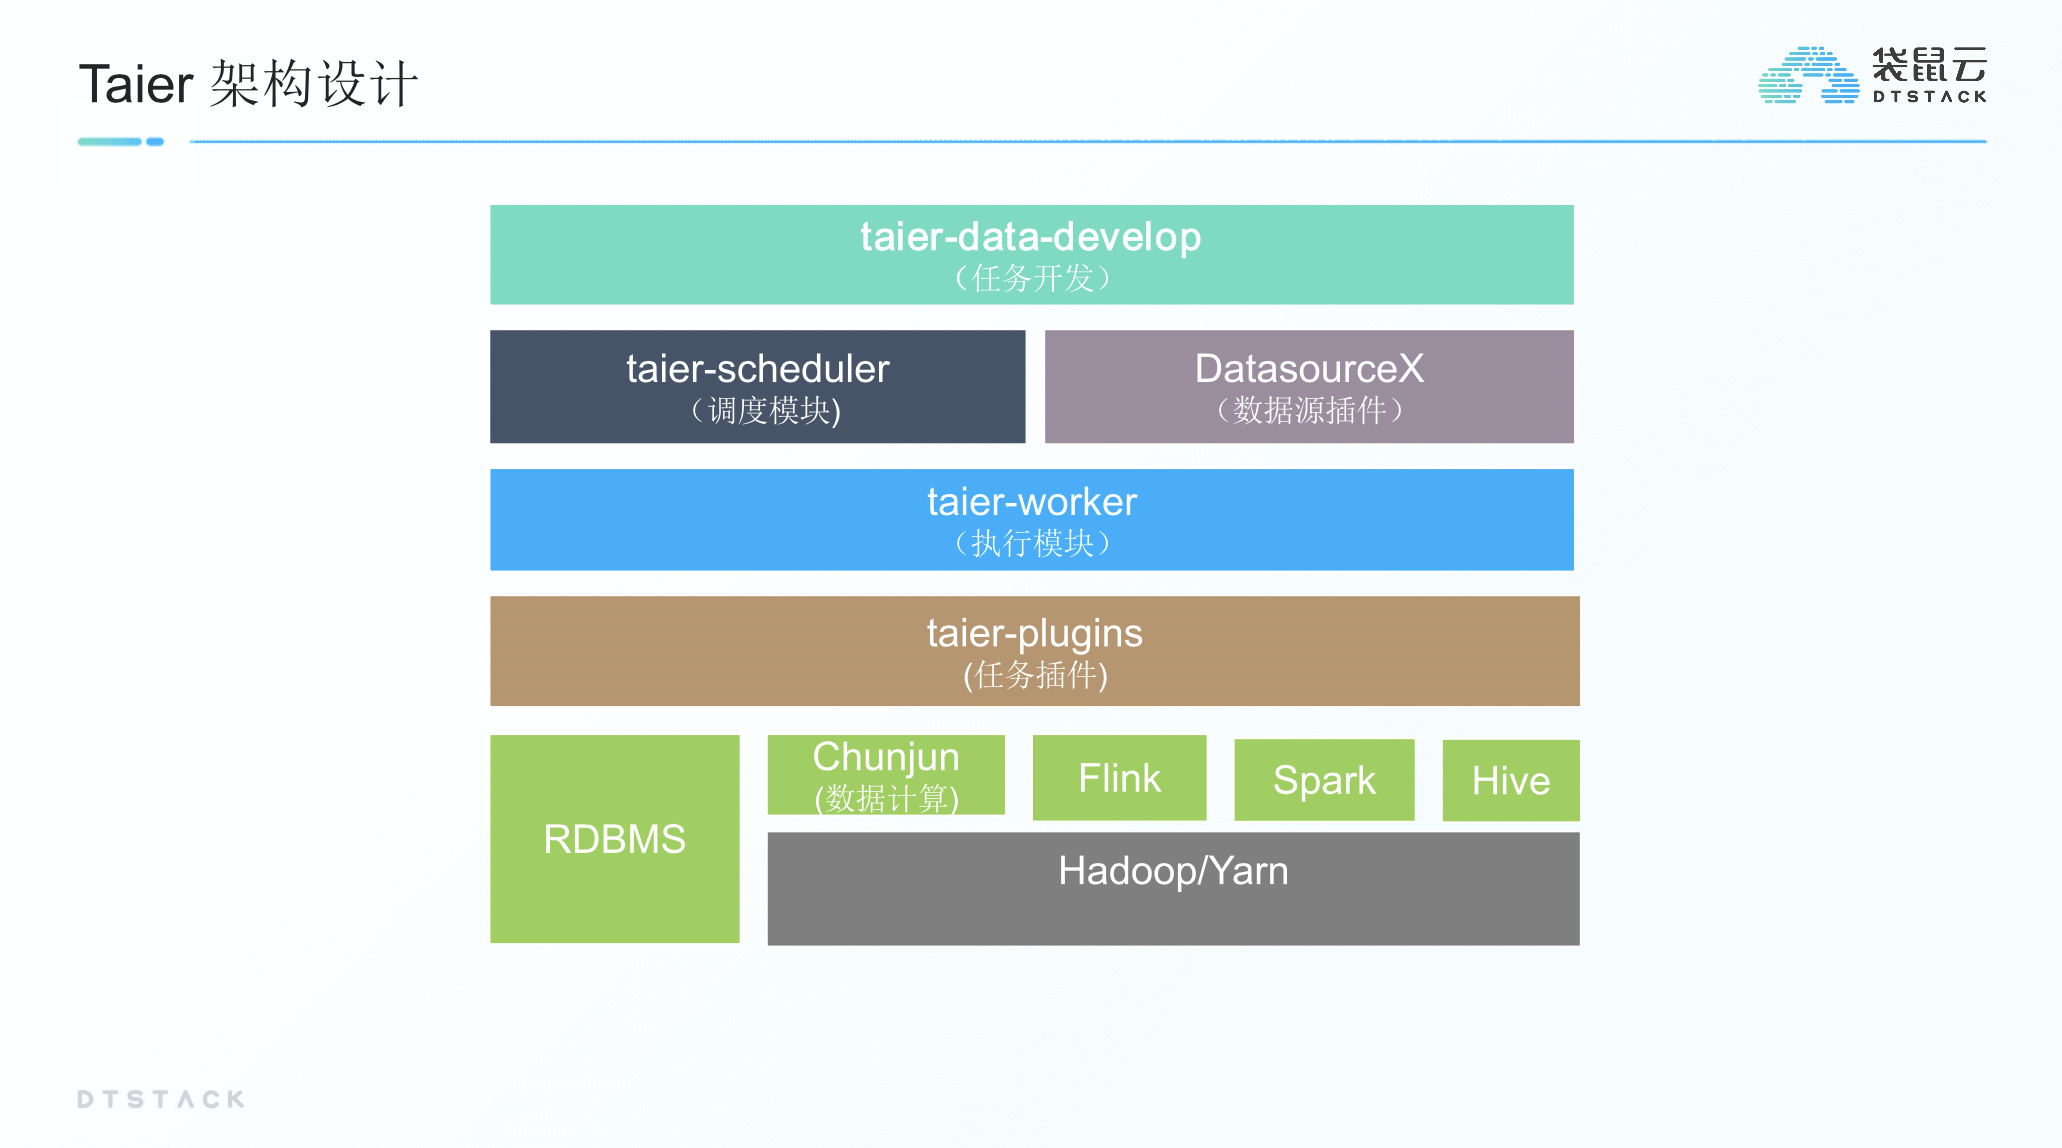 Taier 架构设计
袋鼠云
DTSTACK
taier-data-develop
（任务开发）
taier-scheduler
（调度模块)
DatasourceX
（数据源插件）
taier-worker
（执行模块）
taier-plugins
(任务插件)
RDBMS
Chunjun
(数据计算)
Flink
Spark
Hive
Hadoop/Yarn
DTSTACK